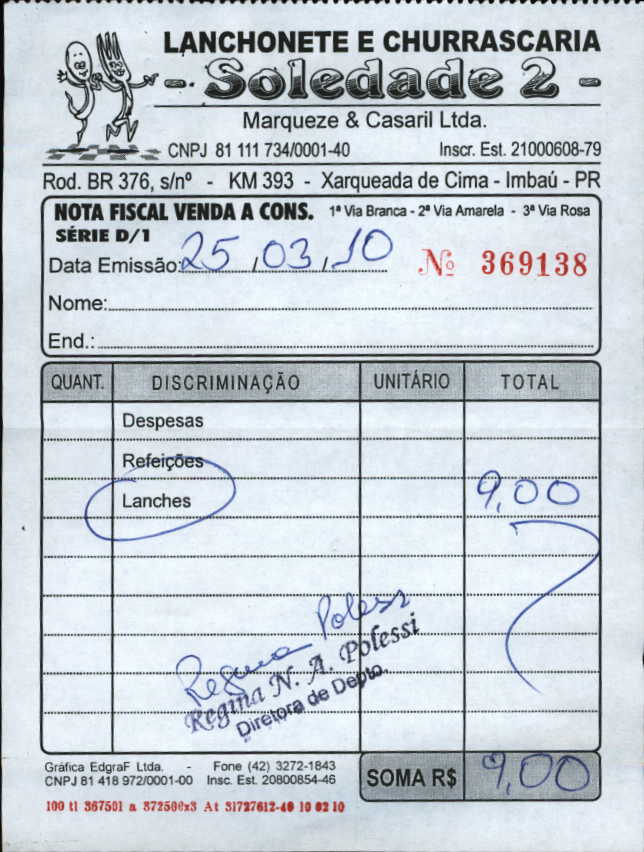 LANCHONETE E CHURRASCARIA
- Soledade 2 -
Marqueze & Casaril Ltda.
CNPJ 81 111 734/0001-40 Inscr. Est. 21000608-79
Rod. BR 376, s/nº - KM 393 - Xarqueada de Cima - Imbaú - PR
NOTA FISCAL VENDA A CONS. 1ª Via Branca - 2ª Via Amarela - 3ª Via Rosa
SÉRIE D/1
Data Emissão: 25 / 03 / 10 Nº 369138
Nome:
End.:
QUANT. DISCRIMINAÇÃO UNITÁRIO TOTAL
Despesas
Refeições
Lanches 9,00
Regina Polessi
Regina N. A. Polessi
Diretora de Depto.
Gráfica EdgraF Ltda. - Fone (42) 3272-1843
CNPJ 81 418 972/0001-00 Insc. Est. 20800854-46
SOMA R$ 9,00
100 tl 367501 a 372500x3 At 31727612-40 10 02 10